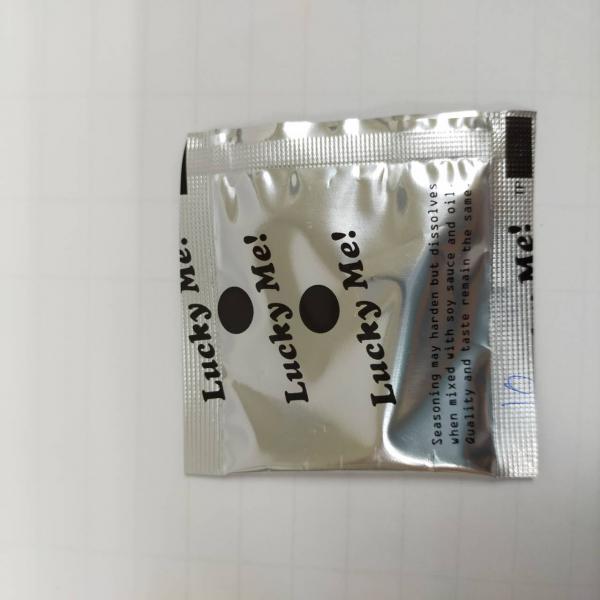 Lucky Me!
Lucky Me!
Lucky Me!
Seasoning may harden but dissolves
when mixed with soy sauce and oil.
Quality and taste remain the same.
Me!
10